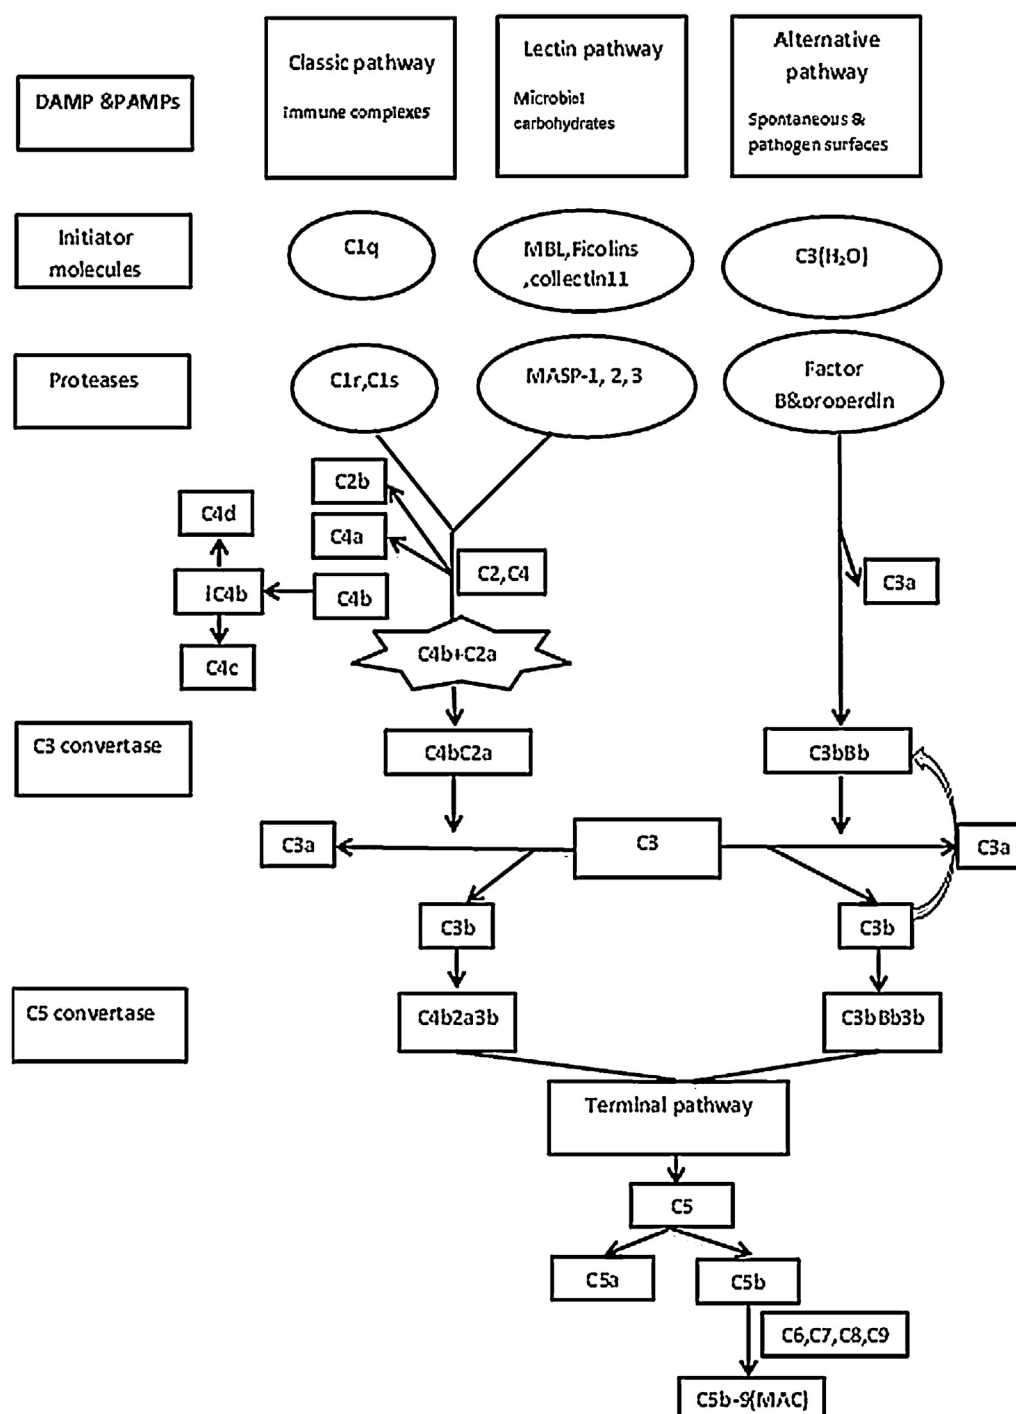 DAMP &PAMPs
Classic pathway
Immune complexes
Lectin pathway
Microbial
carbohydrates
Alternative
pathway
Spontaneous &
pathogen surfaces
Initiator
molecules
C1q
MBL,Ficolins
,collectin11
C3(H₂O)
Proteases
C1r,C1s
MASP-1, 2, 3
Factor
B&properdin
C2b
C4d
C4a
C2,C4
C3a
iC4b
C4b
C4c
C4b+C2a
C3 convertase
C4bC2a
C3bBb
C3a
C3
C3a
C3b
C3b
C5 convertase
C4b2a3b
C3bBb3b
Terminal pathway
C5
C5a
C5b
C6,C7,C8,C9
C5b-9(MAC)